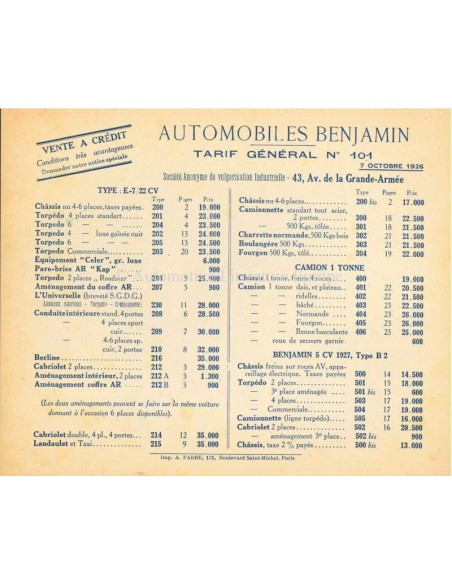 VENTE A CRÉDIT
Conditions très avantageuses
Demander notre notice spéciale
AUTOMOBILES BENJAMIN
TARIF GÉNÉRAL N° 101
7 OCTOBRE 1926
Société Anonyme de vulgarisation Industrielle - 43, Av. de la Grande-Armée
TYPE : E-7/22 CV
Type Pages Prix
Châssis nu 4-6 places, taxes payées. 200 2 19.000
Torpédo 4 places standart 201 4 23.000
Torpédo 6 — — 204 4 23.500
Torpédo 4 — luxe gainée cuir 202 13 24.000
Torpédo 6 — — 205 13 24.500
Torpédo Commerciale 203 20 23.500
Equipement "Celer", gr. luxe 6.000
Pare-brise AR "Kap" 900
Torpédo 2 places „Roadster" 25.000
Aménagement du coffre AR 207 5 900
L'Universelle (breveté S.G.D.G.)
230 11 28.000
Conduite intérieure stand. 4 portes 208 6 28.500
— 4 places sport
cuir 209 7 30.000
— 4-6 places sp.
cuir, 2 portes 210 8 32.000
Berline 216 35.000
Cabriolet 2 places 212 3 29.000
Aménagement intérieur, 2 places 212 A 3 1.300
Aménagement coffre AR 212 B 3 900
(Les deux aménagements peuvent se faire sur la même voiture
donnant à l'occasion 6 places disponibles).
Cabriolet double, 4 pl., 4 portes 214 12 35.000
Landaulet et Taxi 215 9 35.000
Type Pages Prix
Châssis nu 4-6 places 200 bis 2 17.000
Camionnette standart tout acier,
2 portes 300 18 22.500
— 500 Kgs, tôlée 301 18 21.500
Charrette normande, 500 Kgs bois 302 21 21.500
Boulangère 500 Kgs 303 21 21.500
Fourgon 500 Kgs 304 19 22.000
CAMION 1 TONNE
Châssis 1 tonne, freins 4 roues 400 19.000
Camion 1 tonne dais, et plateau 401 22 20.500
— — ridelles 402 22 21.500
— — bâché 403 22 21.500
— — Normande 404 23 26.000
— — Fourgon 405 23 26.000
— — Benne basculante 406 23 25.000
— roue de secours garnie 600
BENJAMIN 5 CV 1927, Type B 2
Châssis freins sur roues AV, appareillage
électrique. Taxes payées 500 14 14.500
Torpédo 2 places 501 15 18.000
— 3e place aménagée 501 bis 15 600
— 4 places 503 17 19.000
— Commerciale 504 17 19.000
Camionnette (ligne torpédo) 505 17 16.000
Cabriolet 2 places 502 16 20.500
— aménagement 3e place 502 bis 900
Châssis, taxe 2 % payée 500 bis 13.000
Imp. A. FABRE, 135, Boulevard Saint-Michel, Paris